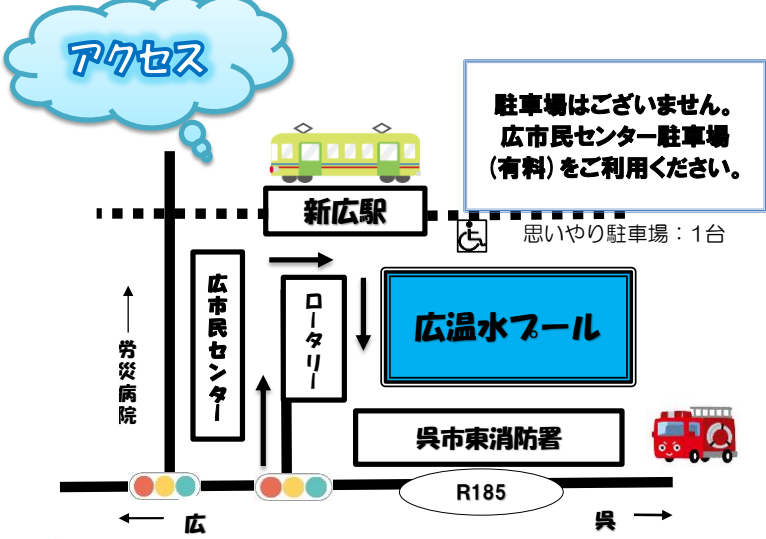 アクセス
駐車場はございません。
広市民センター駐車場
(有料)をご利用ください。
新広駅
思いやり駐車場：1台
広市民センター
ロータリー
広温水プール
労災病院
呉市東消防署
R185
広
呉